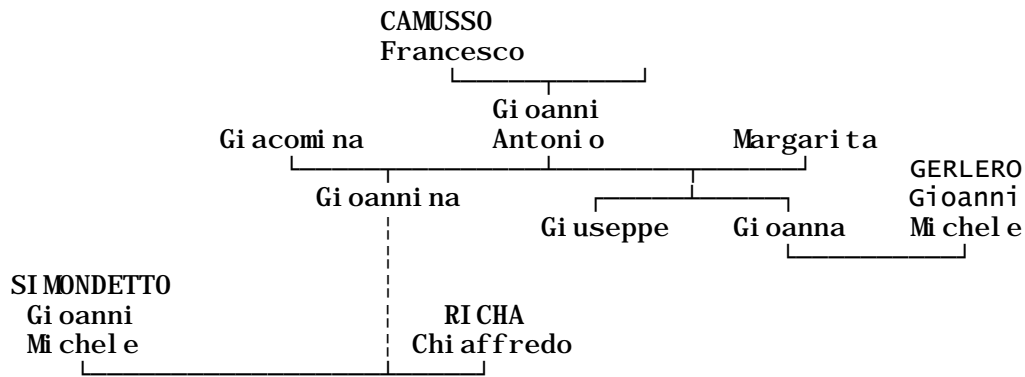 CAMUSSO
Francesco
Gioanni
Giacomina Antonio Margarita
GERLERO
Gioannina Gioanni
Giuseppe Gioanna Michele
SIMONDETTO
Gioanni RICHA
Michele Chiaffredo